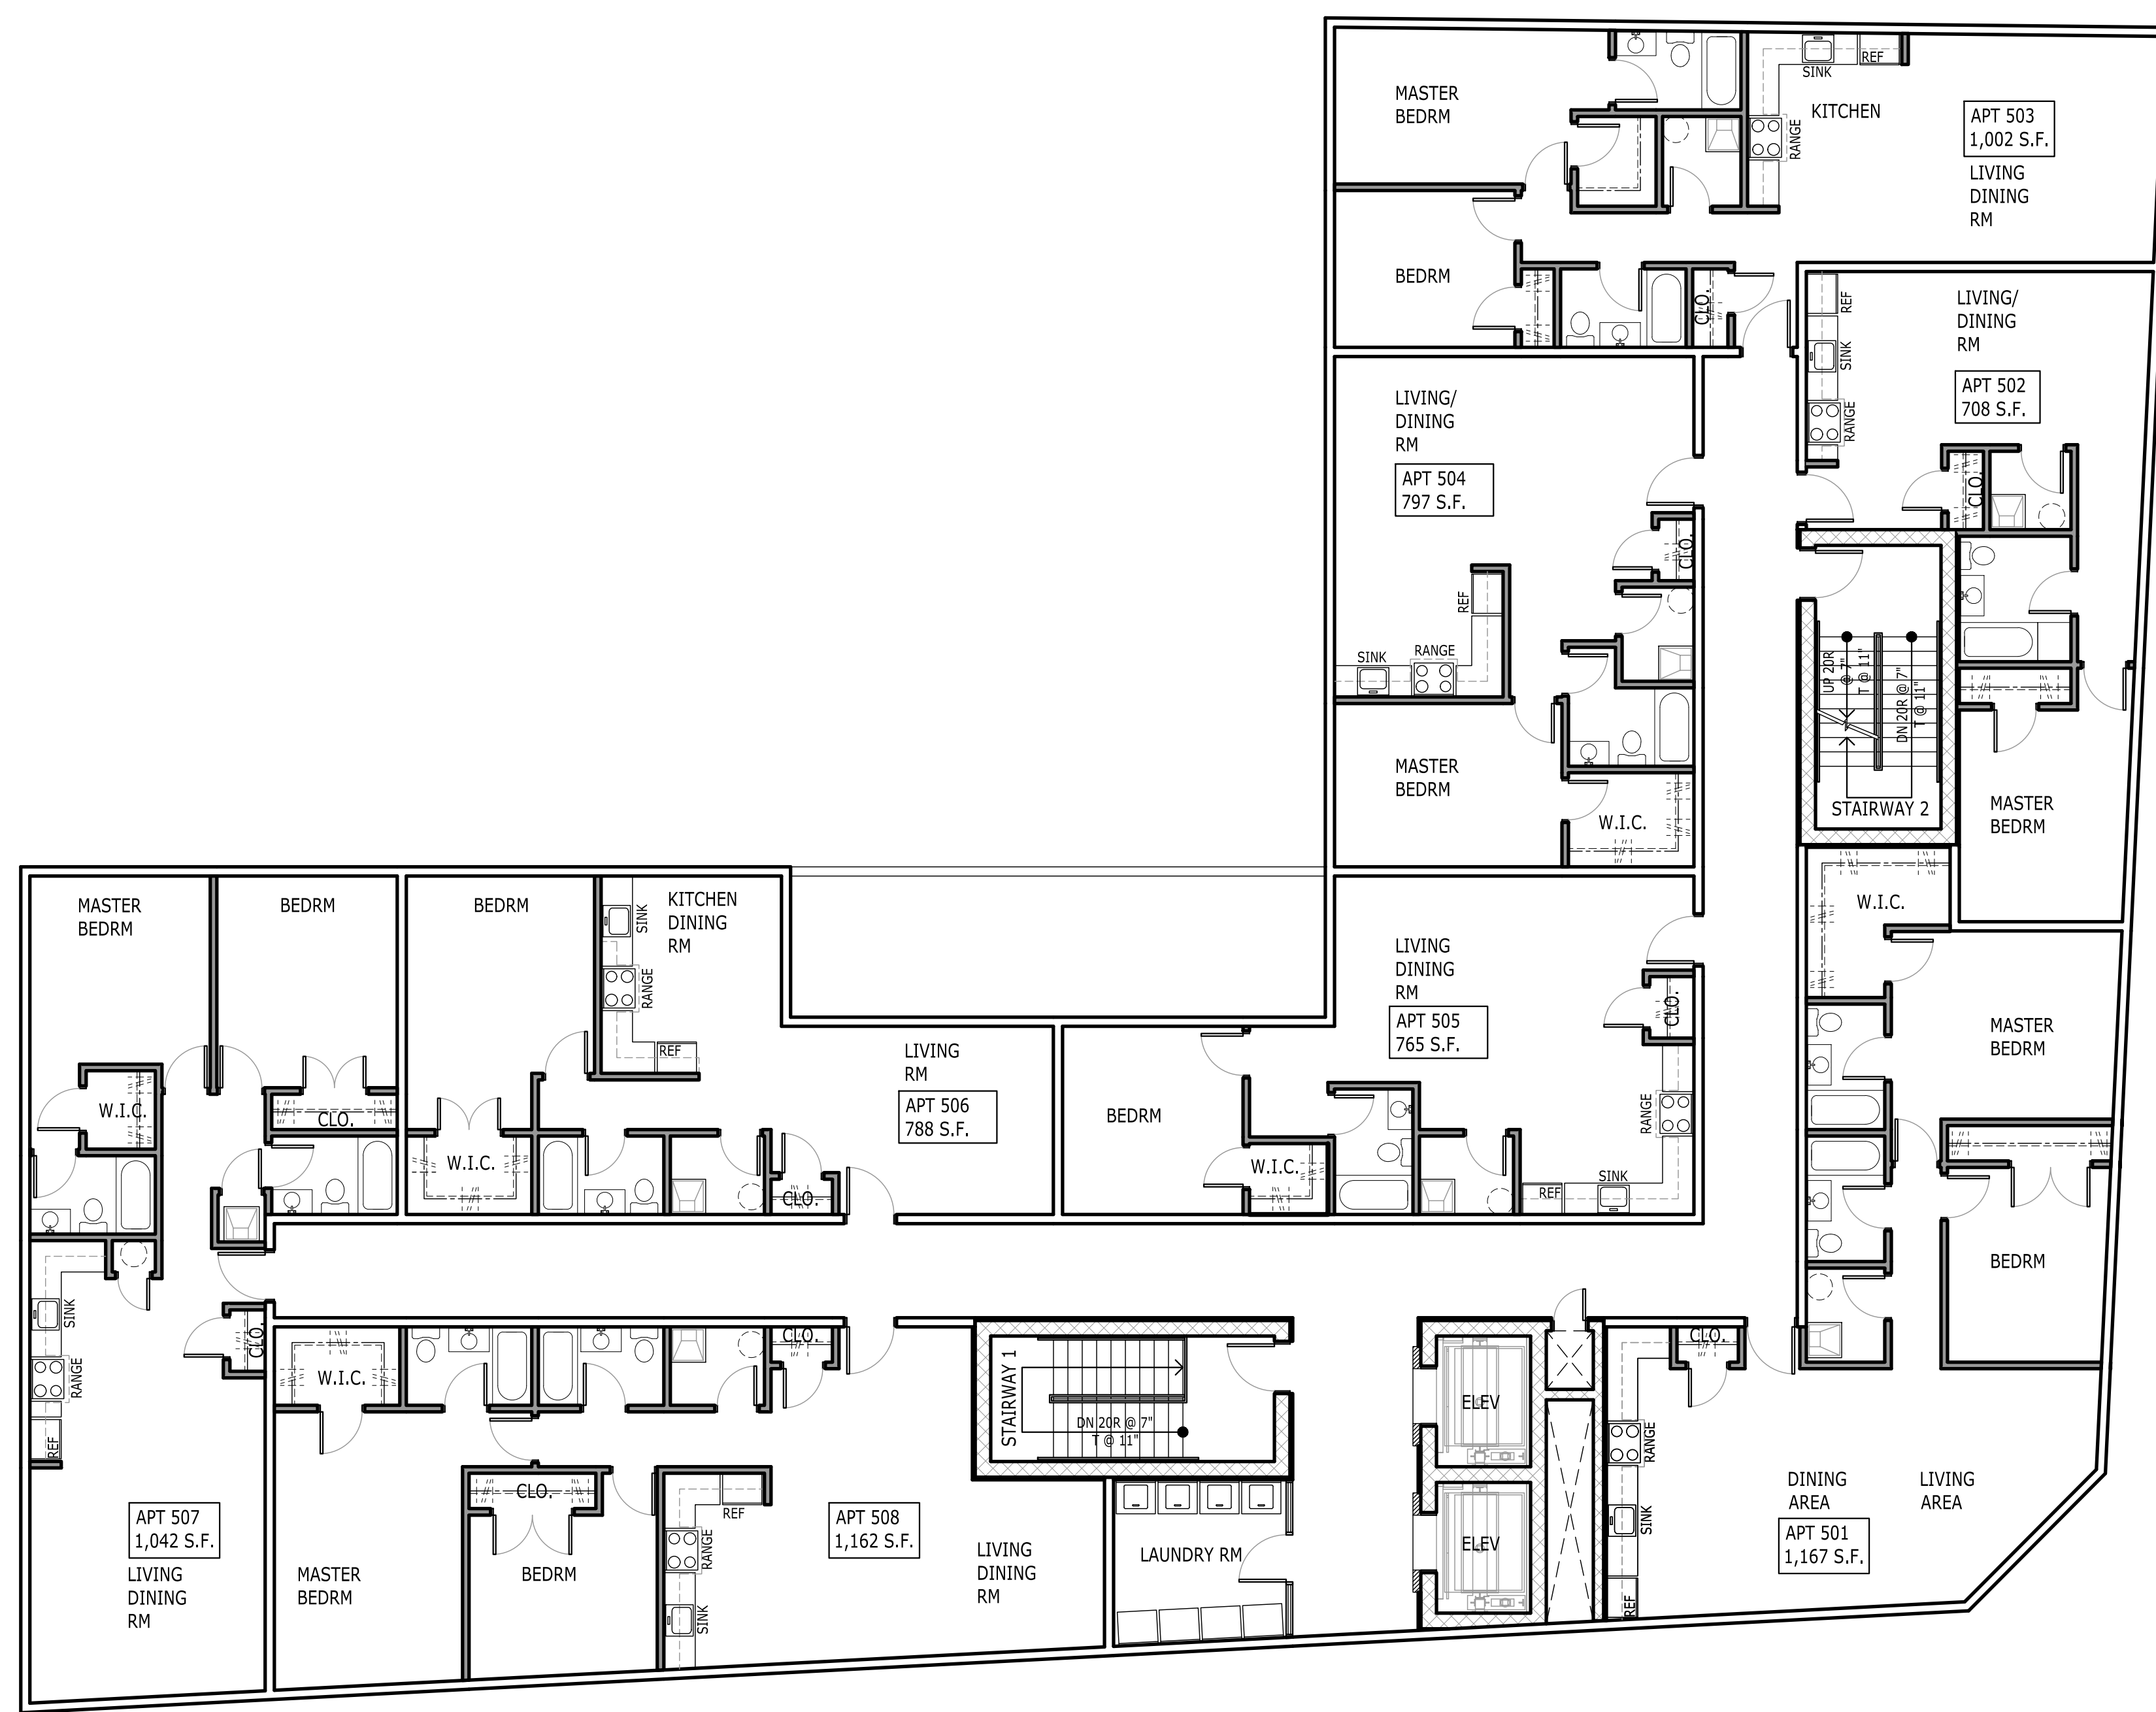 MASTER
BEDRM
SINK
REF
KITCHEN
RANGE
APT 503
1,002 S.F.
LIVING
DINING
RM
BEDRM
CLO.
REF
SINK
RANGE
LIVING/
DINING
RM
APT 502
708 S.F.
CLO.
LIVING/
DINING
RM
APT 504
797 S.F.
CLO.
REF
SINK
RANGE
MASTER
BEDRM
W.I.C.
UP 20R
@ 7"
T @ 11"
DN 20R @ 7"
T @ 11"
STAIRWAY 2
MASTER
BEDRM
W.I.C.
MASTER
BEDRM
BEDRM
MASTER
BEDRM
BEDRM
W.I.C.
CLO.
BEDRM
SINK
RANGE
REF
KITCHEN
DINING
RM
LIVING
RM
APT 506
788 S.F.
W.I.C.
CLO.
BEDRM
W.I.C.
LIVING
DINING
RM
APT 505
765 S.F.
CLO.
RANGE
SINK
REF
SINK
RANGE
REF
CLO.
APT 507
1,042 S.F.
LIVING
DINING
RM
W.I.C.
MASTER
BEDRM
CLO.
BEDRM
CLO.
REF
RANGE
SINK
APT 508
1,162 S.F.
LIVING
DINING
RM
STAIRWAY 1
DN 20R @ 7"
T @ 11"
LAUNDRY RM
ELEV
ELEV
CLO.
RANGE
SINK
REF
DINING
AREA
LIVING
AREA
APT 501
1,167 S.F.